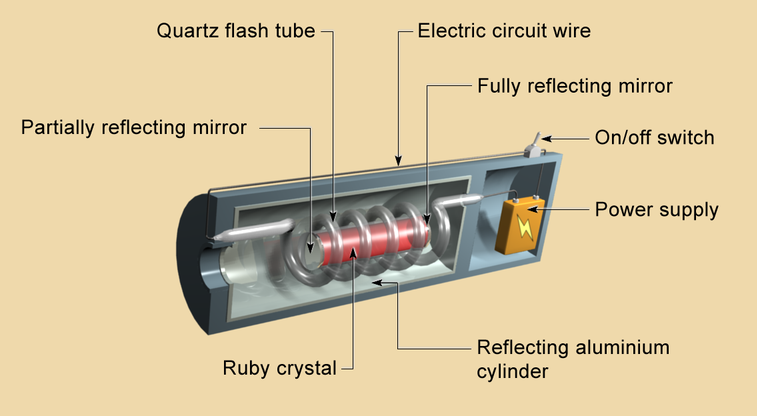 Quartz flash tube
Electric circuit wire
Fully reflecting mirror
Partially reflecting mirror
On/off switch
Power supply
Ruby crystal
Reflecting aluminium
cylinder